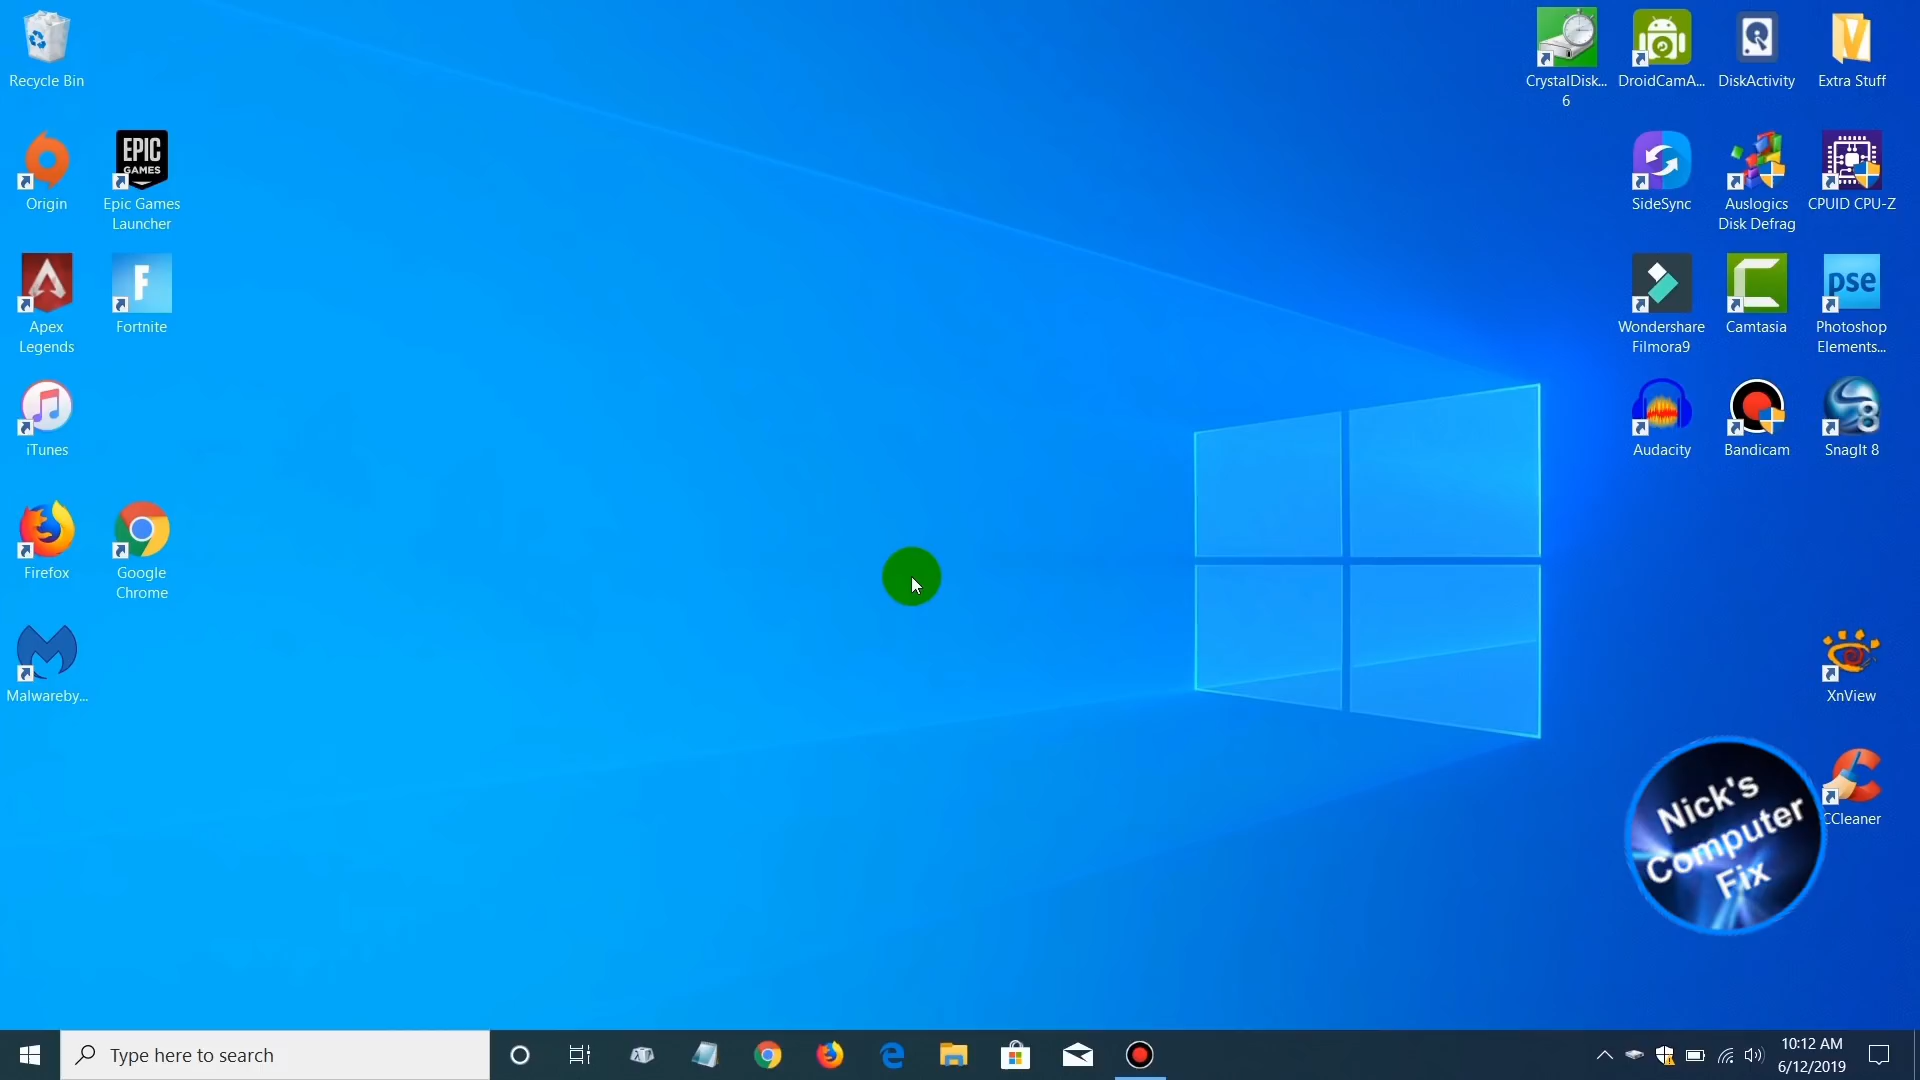 Recycle Bin
CrystalDisk...
6
DroidCamA...
DiskActivity
Extra Stuff
V
Origin
EPIC
GAMES
Epic Games
Launcher
SideSync
Auslogics
Disk Defrag
CPUID CPU-Z
Apex
Legends
F
Fortnite
Wondershare
Filmora9
Camtasia
pse
Photoshop
Elements...
iTunes
Audacity
Bandicam
S8
SnagIt 8
Firefox
Google
Chrome
Malwareby...
XnView
CCleaner
Nick's
Computer
Fix
Type here to search
10:12 AM
6/12/2019